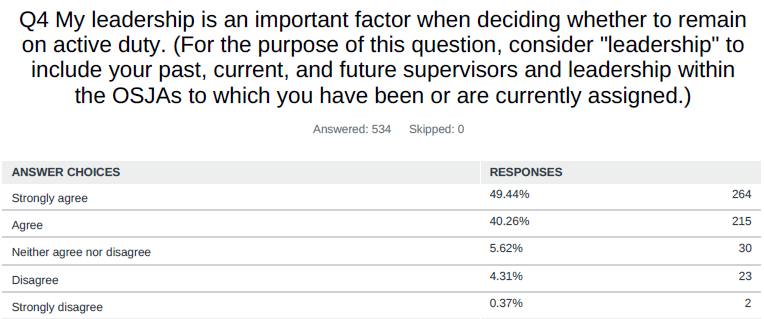 Q4 My leadership is an important factor when deciding whether to remain
on active duty. (For the purpose of this question, consider "leadership" to
include your past, current, and future supervisors and leadership within
the OSJAs to which you have been or are currently assigned.)
Answered: 534 Skipped: 0
ANSWER CHOICES RESPONSES
Strongly agree 49.44% 264
Agree 40.26% 215
Neither agree nor disagree 5.62% 30
Disagree 4.31% 23
Strongly disagree 0.37% 2